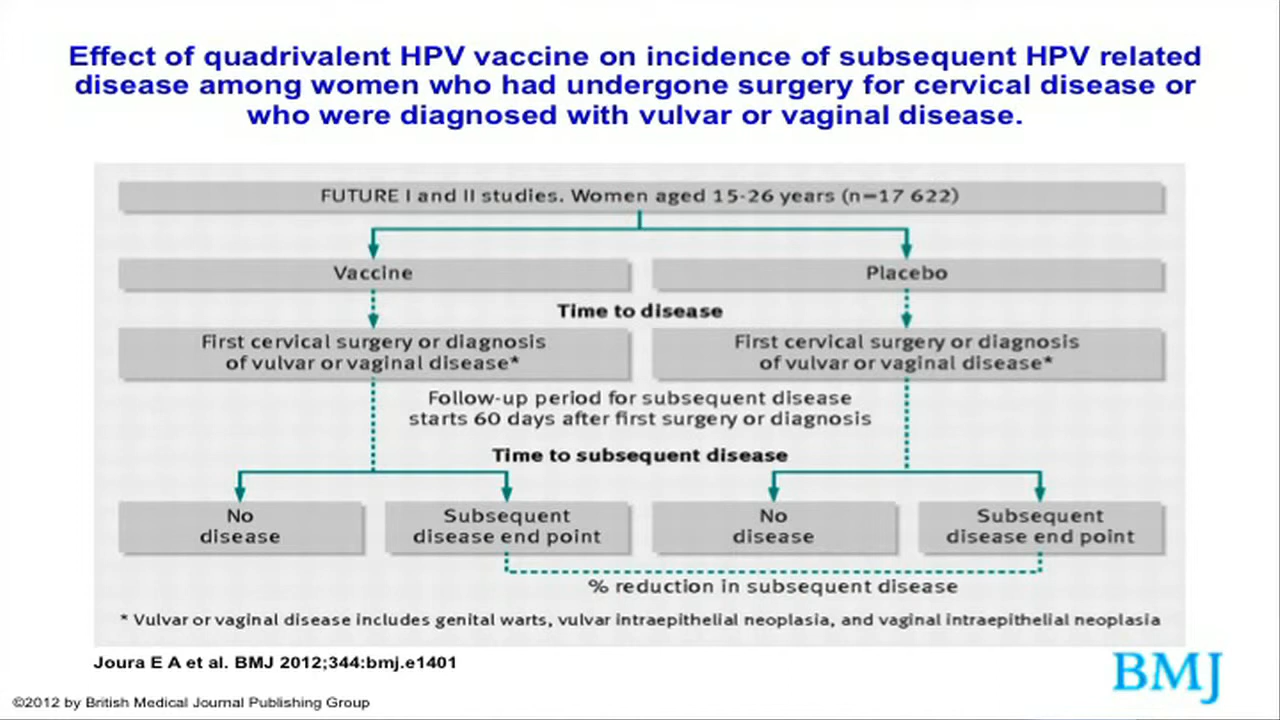 Effect of quadrivalent HPV vaccine on incidence of subsequent HPV related
disease among women who had undergone surgery for cervical disease or
who were diagnosed with vulvar or vaginal disease.
FUTURE I and II studies. Women aged 15-26 years (n=17 622)
Vaccine
Placebo
Time to disease
First cervical surgery or diagnosis
of vulvar or vaginal disease*
First cervical surgery or diagnosis
of vulvar or vaginal disease*
Follow-up period for subsequent disease
starts 60 days after first surgery or diagnosis
Time to subsequent disease
No
disease
Subsequent
disease end point
No
disease
Subsequent
disease end point
% reduction in subsequent disease
* Vulvar or vaginal disease includes genital warts, vulvar intraepithelial neoplasia, and vaginal intraepithelial neoplasia
Joura E A et al. BMJ 2012;344:bmj.e1401
BMJ
©2012 by British Medical Journal Publishing Group